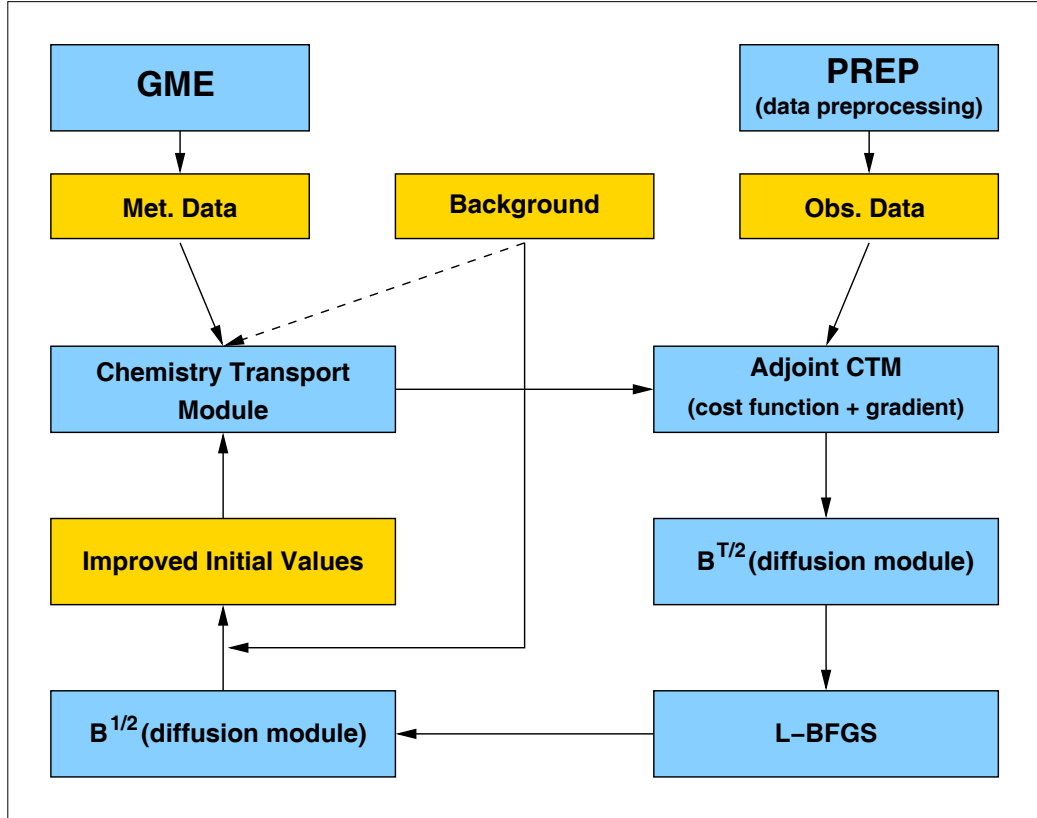 GME
PREP
(data preprocessing)
Met. Data
Background
Obs. Data
Chemistry Transport
Module
Adjoint CTM
(cost function + gradient)
Improved Initial Values
B^T/2 (diffusion module)
B^1/2 (diffusion module)
L−BFGS